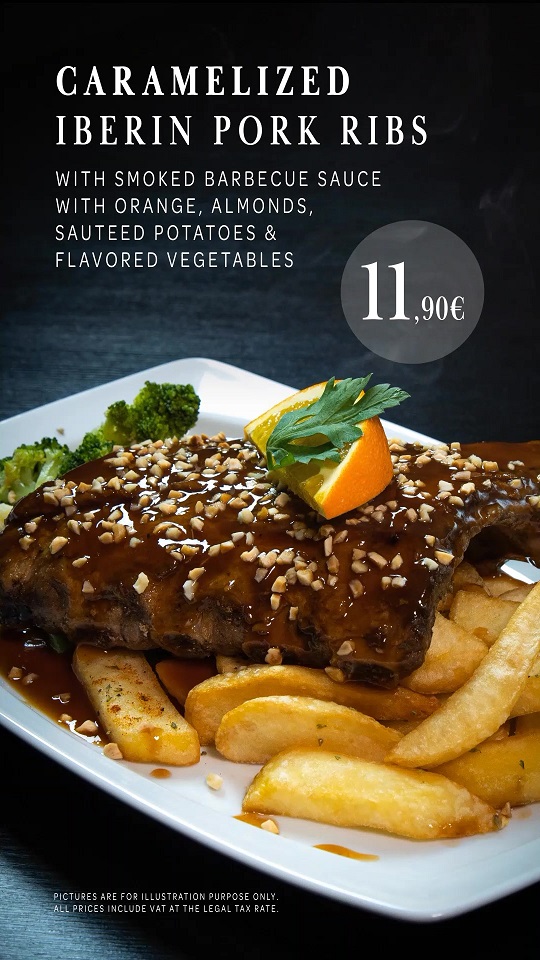 CARAMELIZED
IBERIN PORK RIBS
WITH SMOKED BARBECUE SAUCE
WITH ORANGE, ALMONDS,
SAUTEED POTATOES &
FLAVORED VEGETABLES
11,90€
PICTURES ARE FOR ILLUSTRATION PURPOSE ONLY.
ALL PRICES INCLUDE VAT AT THE LEGAL TAX RATE.